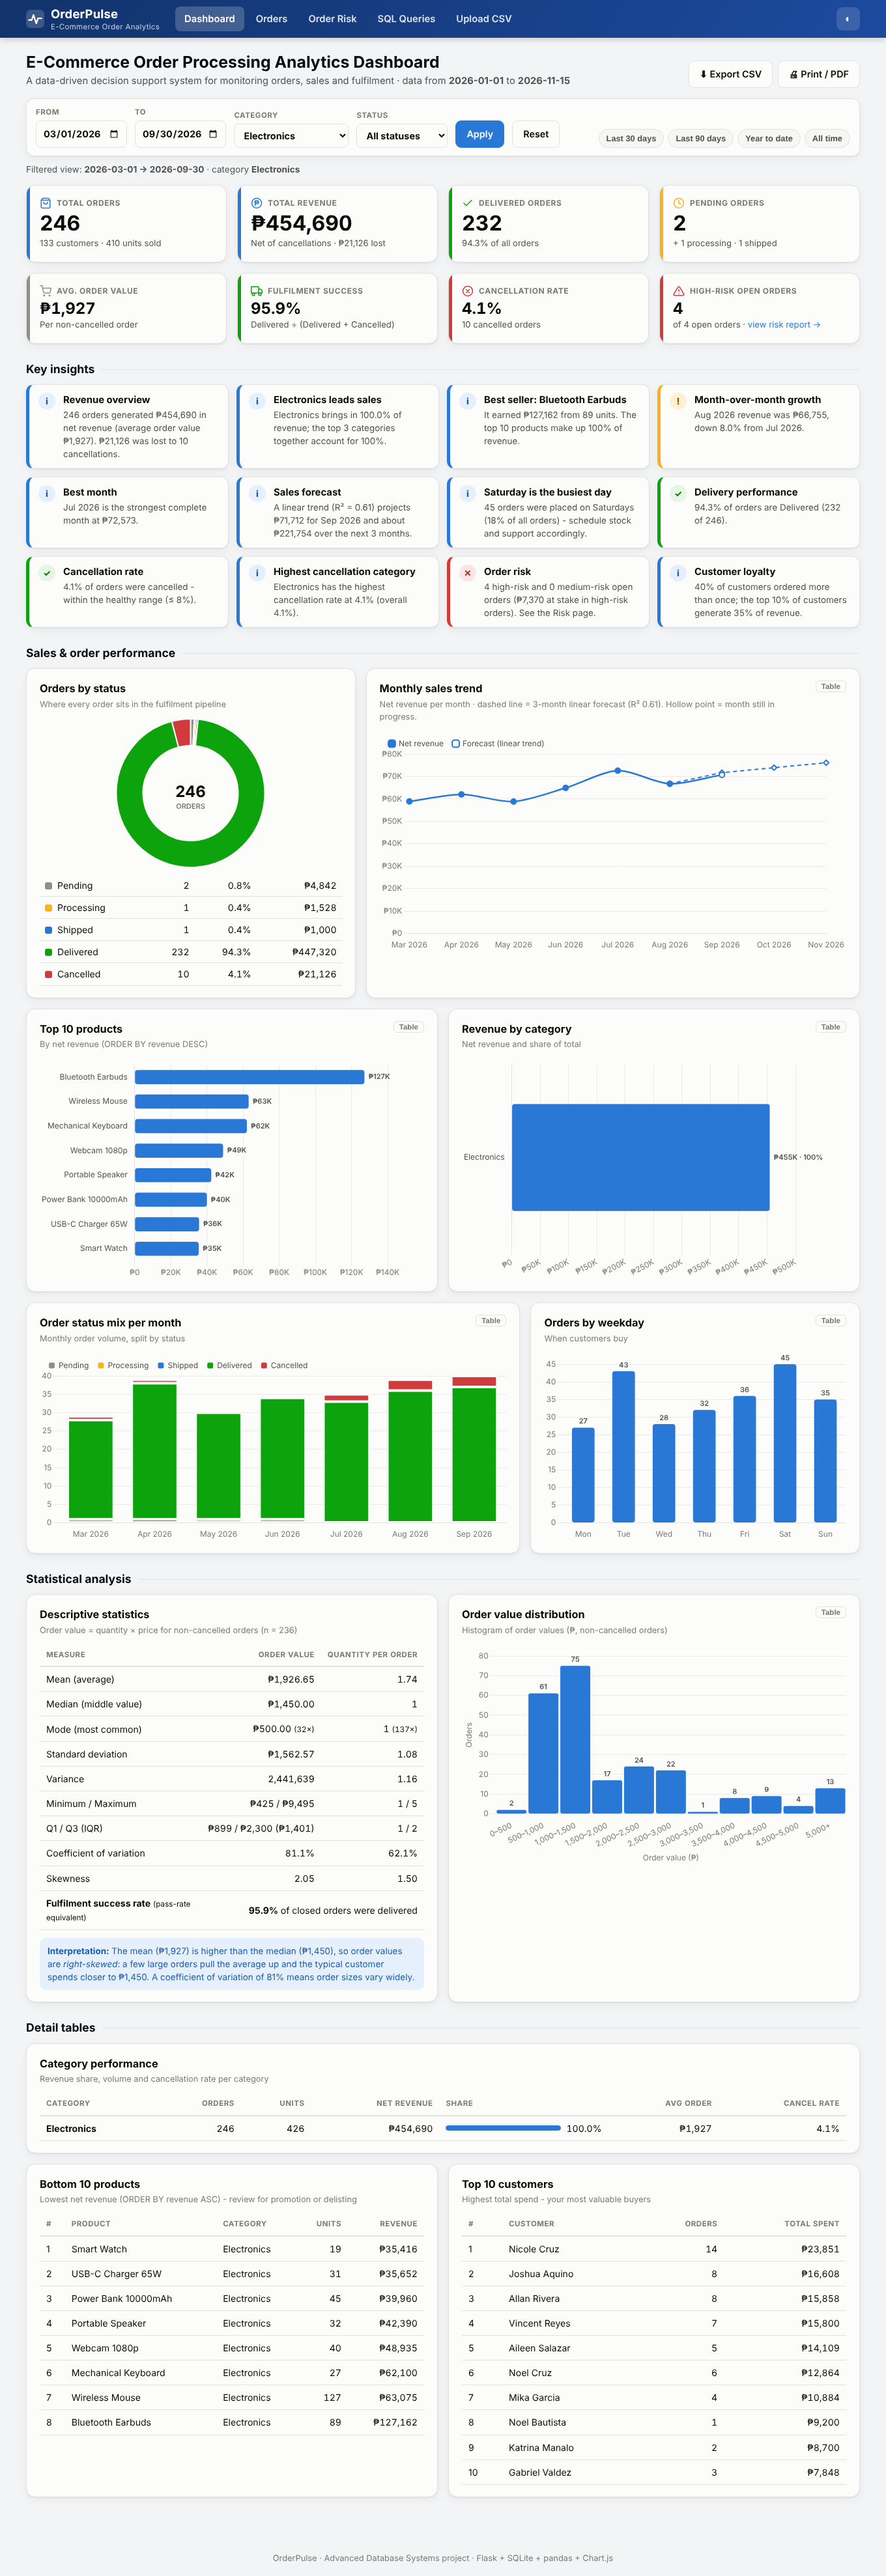 OrderPulse
E-Commerce Order Analytics
Dashboard Orders Order Risk SQL Queries Upload CSV
E-Commerce Order Processing Analytics Dashboard
A data-driven decision support system for monitoring orders, sales and fulfilment · data from 2026-01-01 to 2026-11-15
Export CSV Print / PDF
FROM TO CATEGORY STATUS
03/01/2026 09/30/2026 Electronics All statuses Apply Reset Last 30 days Last 90 days Year to date All time
Filtered view: 2026-03-01 → 2026-09-30 · category Electronics
TOTAL ORDERS
246
133 customers · 410 units sold
TOTAL REVENUE
₱454,690
Net of cancellations · ₱21,126 lost
DELIVERED ORDERS
232
94.3% of all orders
PENDING ORDERS
2
+ 1 processing · 1 shipped
AVG. ORDER VALUE
₱1,927
Per non-cancelled order
FULFILMENT SUCCESS
95.9%
Delivered ÷ (Delivered + Cancelled)
CANCELLATION RATE
4.1%
10 cancelled orders
HIGH-RISK OPEN ORDERS
4
of 4 open orders · view risk report →
Key insights
Revenue overview
246 orders generated ₱454,690 in
net revenue (average order value
₱1,927). ₱21,126 was lost to 10
cancellations.
Electronics leads sales
Electronics brings in 100.0% of
revenue; the top 3 categories
together account for 100%.
Best seller: Bluetooth Earbuds
It earned ₱127,162 from 89 units. The
top 10 products make up 100% of
revenue.
Month-over-month growth
Aug 2026 revenue was ₱66,755,
down 8.0% from Jul 2026.
Best month
Jul 2026 is the strongest complete
month at ₱72,573.
Sales forecast
A linear trend (R² = 0.61) projects
₱71,712 for Sep 2026 and about
₱221,754 over the next 3 months.
Saturday is the busiest day
45 orders were placed on Saturdays
(18% of all orders) - schedule stock
and support accordingly.
Delivery performance
94.3% of orders are Delivered (232
of 246).
Cancellation rate
4.1% of orders were cancelled -
within the healthy range (≤ 8%).
Highest cancellation category
Electronics has the highest
cancellation rate at 4.1% (overall
4.1%).
Order risk
4 high-risk and 0 medium-risk open
orders (₱7,370 at stake in high-risk
orders). See the Risk page.
Customer loyalty
40% of customers ordered more
than once; the top 10% of customers
generate 35% of revenue.
Sales & order performance
Orders by status
Where every order sits in the fulfilment pipeline
246
ORDERS
Pending 2 0.8% ₱4,842
Processing 1 0.4% ₱1,528
Shipped 1 0.4% ₱1,000
Delivered 232 94.3% ₱447,320
Cancelled 10 4.1% ₱21,126
Monthly sales trend Table
Net revenue per month · dashed line = 3-month linear forecast (R² 0.61). Hollow point = month still in
progress.
Net revenue Forecast (linear trend)
₱80K
₱70K
₱60K
₱50K
₱40K
₱30K
₱20K
₱10K
₱0
Mar 2026 Apr 2026 May 2026 Jun 2026 Jul 2026 Aug 2026 Sep 2026 Oct 2026 Nov 2026
Top 10 products Table
By net revenue (ORDER BY revenue DESC)
Bluetooth Earbuds ₱127K
Wireless Mouse ₱63K
Mechanical Keyboard ₱62K
Webcam 1080p ₱49K
Portable Speaker ₱42K
Power Bank 10000mAh ₱40K
USB-C Charger 65W ₱36K
Smart Watch ₱35K
₱0 ₱20K ₱40K ₱60K ₱80K ₱100K ₱120K ₱140K
Revenue by category Table
Net revenue and share of total
Electronics ₱455K · 100%
₱0 ₱50K ₱100K ₱150K ₱200K ₱250K ₱300K ₱350K ₱400K ₱450K ₱500K
Order status mix per month Table
Monthly order volume, split by status
Pending Processing Shipped Delivered Cancelled
40
35
30
25
20
15
10
5
0
Mar 2026 Apr 2026 May 2026 Jun 2026 Jul 2026 Aug 2026 Sep 2026
Orders by weekday Table
When customers buy
45
40
35
30
25
20
15
10
5
0
27 43 28 32 36 45 35
Mon Tue Wed Thu Fri Sat Sun
Statistical analysis
Descriptive statistics
Order value = quantity × price for non-cancelled orders (n = 236)
MEASURE ORDER VALUE QUANTITY PER ORDER
Mean (average) ₱1,926.65 1.74
Median (middle value) ₱1,450.00 1
Mode (most common) ₱500.00 (32×) 1 (137×)
Standard deviation ₱1,562.57 1.08
Variance 2,441,639 1.16
Minimum / Maximum ₱425 / ₱9,495 1 / 5
Q1 / Q3 (IQR) ₱899 / ₱2,300 (₱1,401) 1 / 2
Coefficient of variation 81.1% 62.1%
Skewness 2.05 1.50
Fulfilment success rate (pass-rate
equivalent) 95.9% of closed orders were delivered
Interpretation: The mean (₱1,927) is higher than the median (₱1,450), so order values
are right-skewed: a few large orders pull the average up and the typical customer
spends closer to ₱1,450. A coefficient of variation of 81% means order sizes vary widely.
Order value distribution Table
Histogram of order values (₱, non-cancelled orders)
Orders
80
70
60
50
40
30
20
10
0
2 61 75 17 24 22 1 8 9 4 13
0–500 500–1,000 1,000–1,500 1,500–2,000 2,000–2,500 2,500–3,000 3,000–3,500 3,500–4,000 4,000–4,500 4,500–5,000 5,000+
Order value (₱)
Detail tables
Category performance
Revenue share, volume and cancellation rate per category
CATEGORY ORDERS UNITS NET REVENUE SHARE AVG ORDER CANCEL RATE
Electronics 246 426 ₱454,690 100.0% ₱1,927 4.1%
Bottom 10 products
Lowest net revenue (ORDER BY revenue ASC) - review for promotion or delisting
# PRODUCT CATEGORY UNITS REVENUE
1 Smart Watch Electronics 19 ₱35,416
2 USB-C Charger 65W Electronics 31 ₱35,652
3 Power Bank 10000mAh Electronics 45 ₱39,960
4 Portable Speaker Electronics 32 ₱42,390
5 Webcam 1080p Electronics 40 ₱48,935
6 Mechanical Keyboard Electronics 27 ₱62,100
7 Wireless Mouse Electronics 127 ₱63,075
8 Bluetooth Earbuds Electronics 89 ₱127,162
Top 10 customers
Highest total spend - your most valuable buyers
# CUSTOMER ORDERS TOTAL SPENT
1 Nicole Cruz 14 ₱23,851
2 Joshua Aquino 8 ₱16,608
3 Allan Rivera 8 ₱15,858
4 Vincent Reyes 7 ₱15,800
5 Aileen Salazar 5 ₱14,109
6 Noel Cruz 6 ₱12,864
7 Mika Garcia 4 ₱10,884
8 Noel Bautista 1 ₱9,200
9 Katrina Manalo 2 ₱8,700
10 Gabriel Valdez 3 ₱7,848
OrderPulse · Advanced Database Systems project · Flask + SQLite + pandas + Chart.js